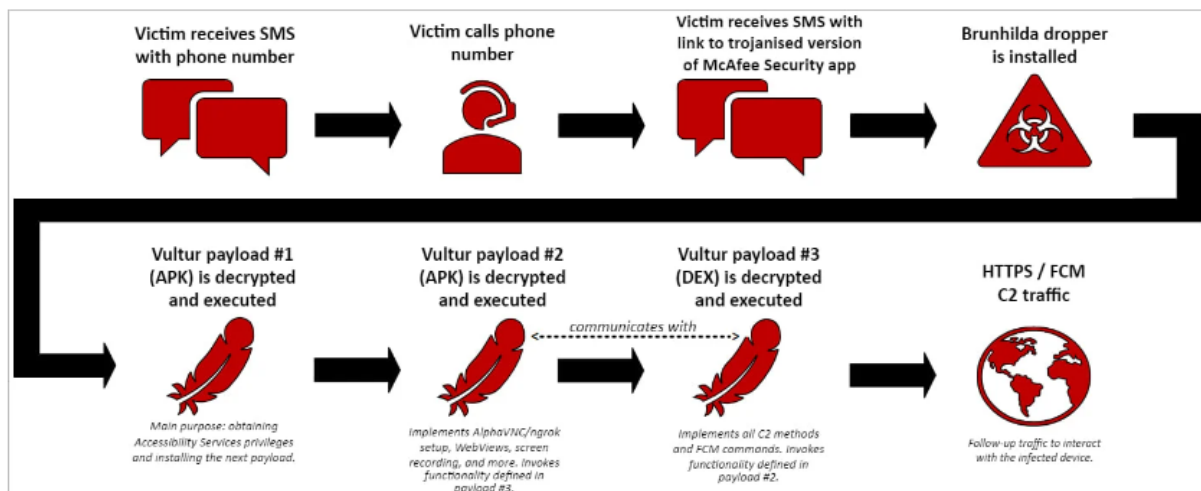 Victim receives SMS
with phone number
Victim calls phone
number
Victim receives SMS with
link to trojanised version
of McAfee Security app
Brunhilda dropper
is installed
Vultur payload #1
(APK) is decrypted
and executed
Vultur payload #2
(APK) is decrypted
and executed
Vultur payload #3
(DEX) is decrypted
and executed
HTTPS / FCM
C2 traffic
communicates with
Main purpose: obtaining
Accessibility Services privileges
and installing the next payload.
Implements AlphaVNC/ngrok
setup, WebViews, screen
recording, and more. Invokes
functionality defined in
payload #3.
Implements all C2 methods
and FCM commands. Invokes
functionality defined in
payload #2.
Follow-up traffic to interact
with the infected device.